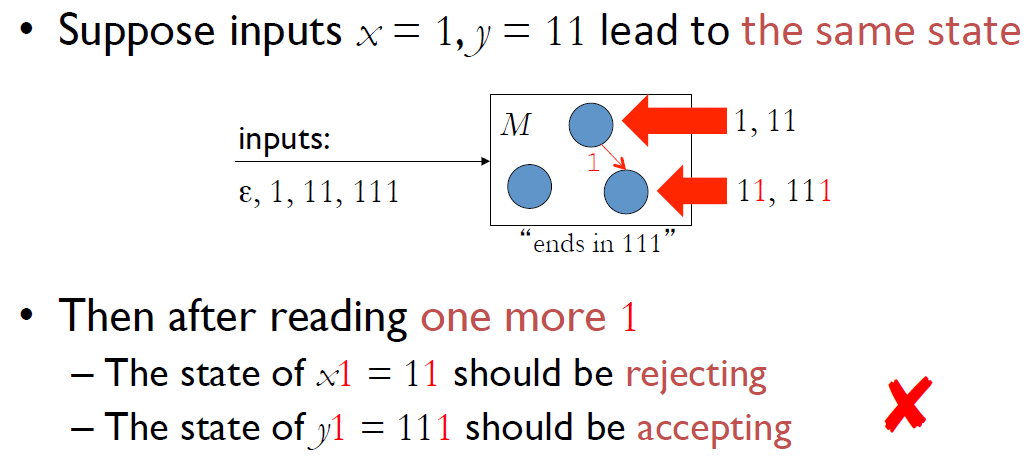 • Suppose inputs x = 1, y = 11 lead to the same state
inputs:
ε, 1, 11, 111
M
1
1, 11
11, 111
“ends in 111”
• Then after reading one more 1
– The state of x1 = 11 should be rejecting
– The state of y1 = 111 should be accepting
✘